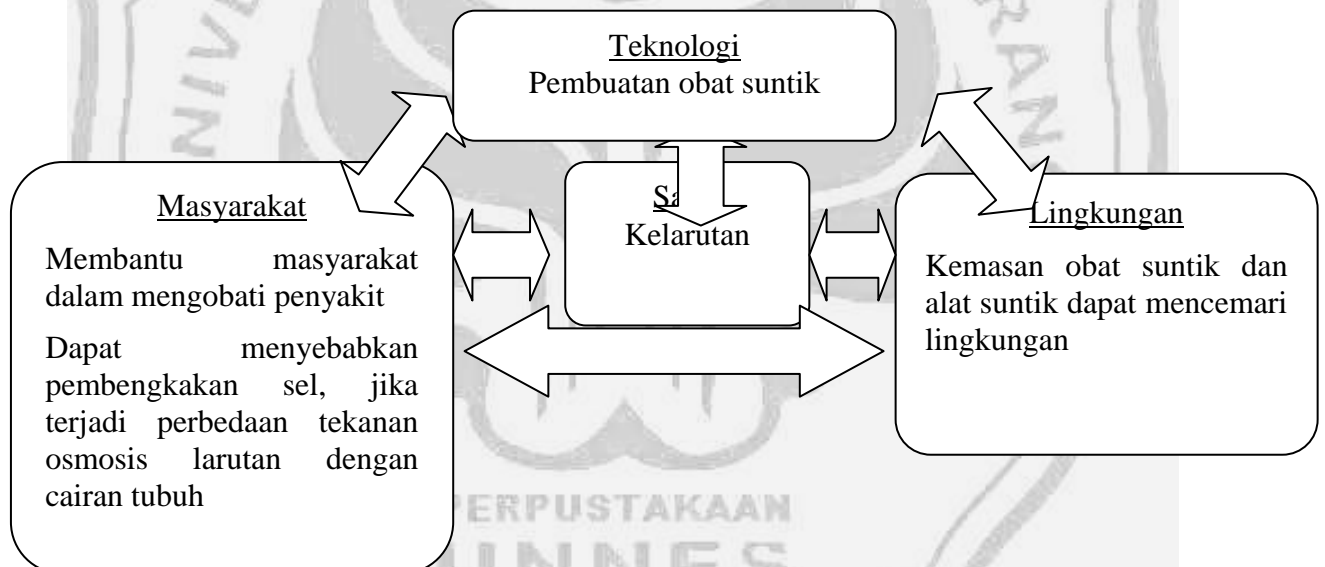 Teknologi
Pembuatan obat suntik
Masyarakat
Membantu masyarakat
dalam mengobati penyakit
Dapat menyebabkan
pembengkakan sel, jika
terjadi perbedaan tekanan
osmosis larutan dengan
cairan tubuh
Kelarutan
Lingkungan
Kemasan obat suntik dan
alat suntik dapat mencemari
lingkungan
PERPUSTAKAAN
UNNES